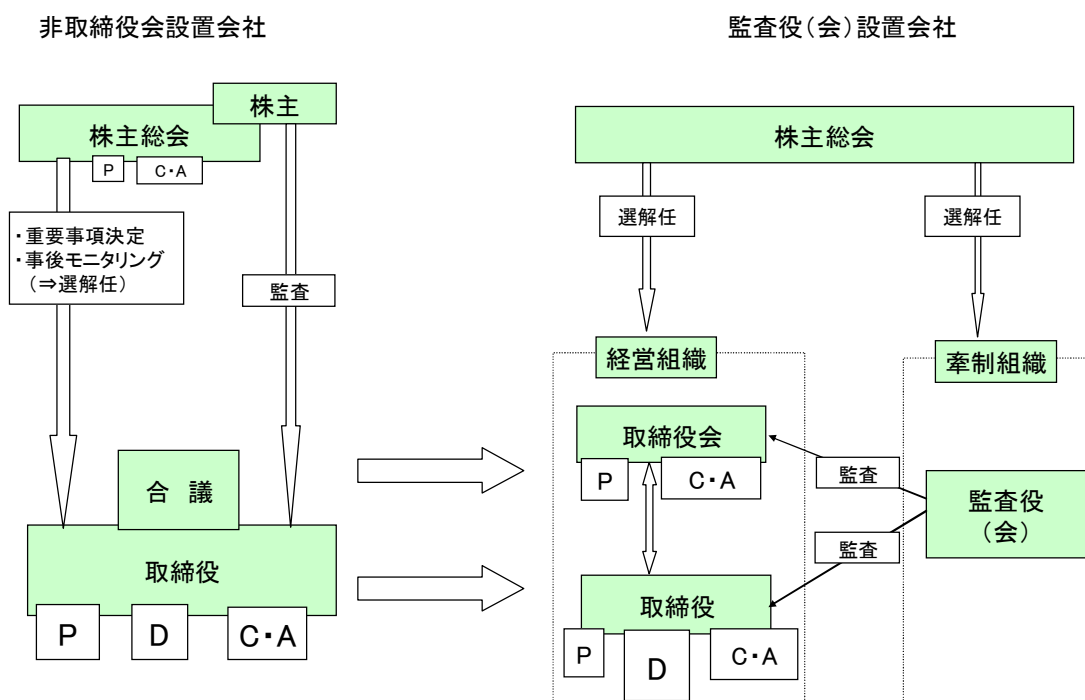 非取締役会設置会社
監査役(会)設置会社
株主
株主総会
P
C・A
・重要事項決定
・事後モニタリング
(⇒選解任)
監査
合 議
取締役
P
D
C・A
株主総会
選解任
選解任
経営組織
牽制組織
取締役会
P
C・A
監査
監査
監査役
(会)
取締役
P
D
C・A